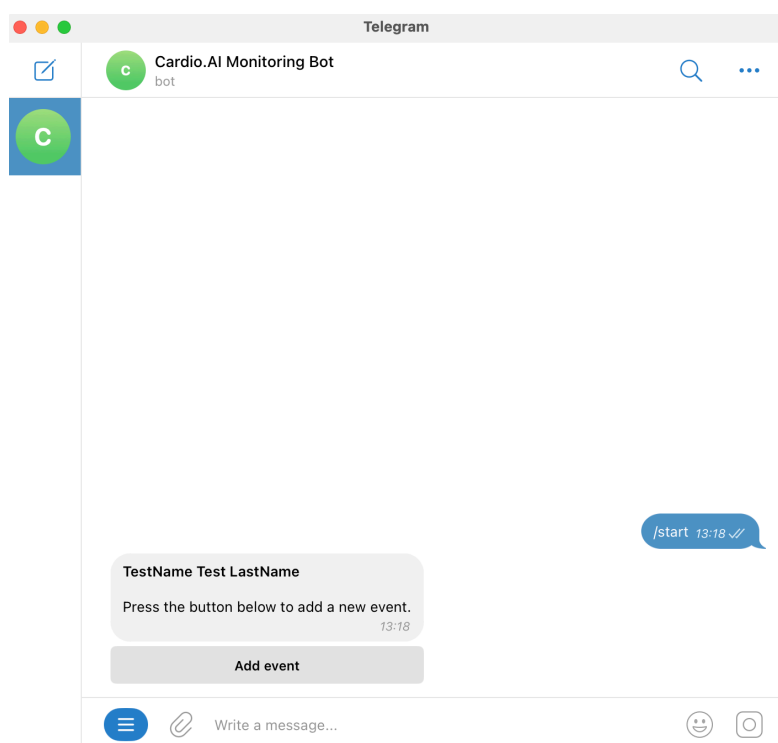 Telegram
C
Cardio.AI Monitoring Bot
bot
C
/start 13:18
TestName Test LastName
Press the button below to add a new event.
13:18
Add event
Write a message...